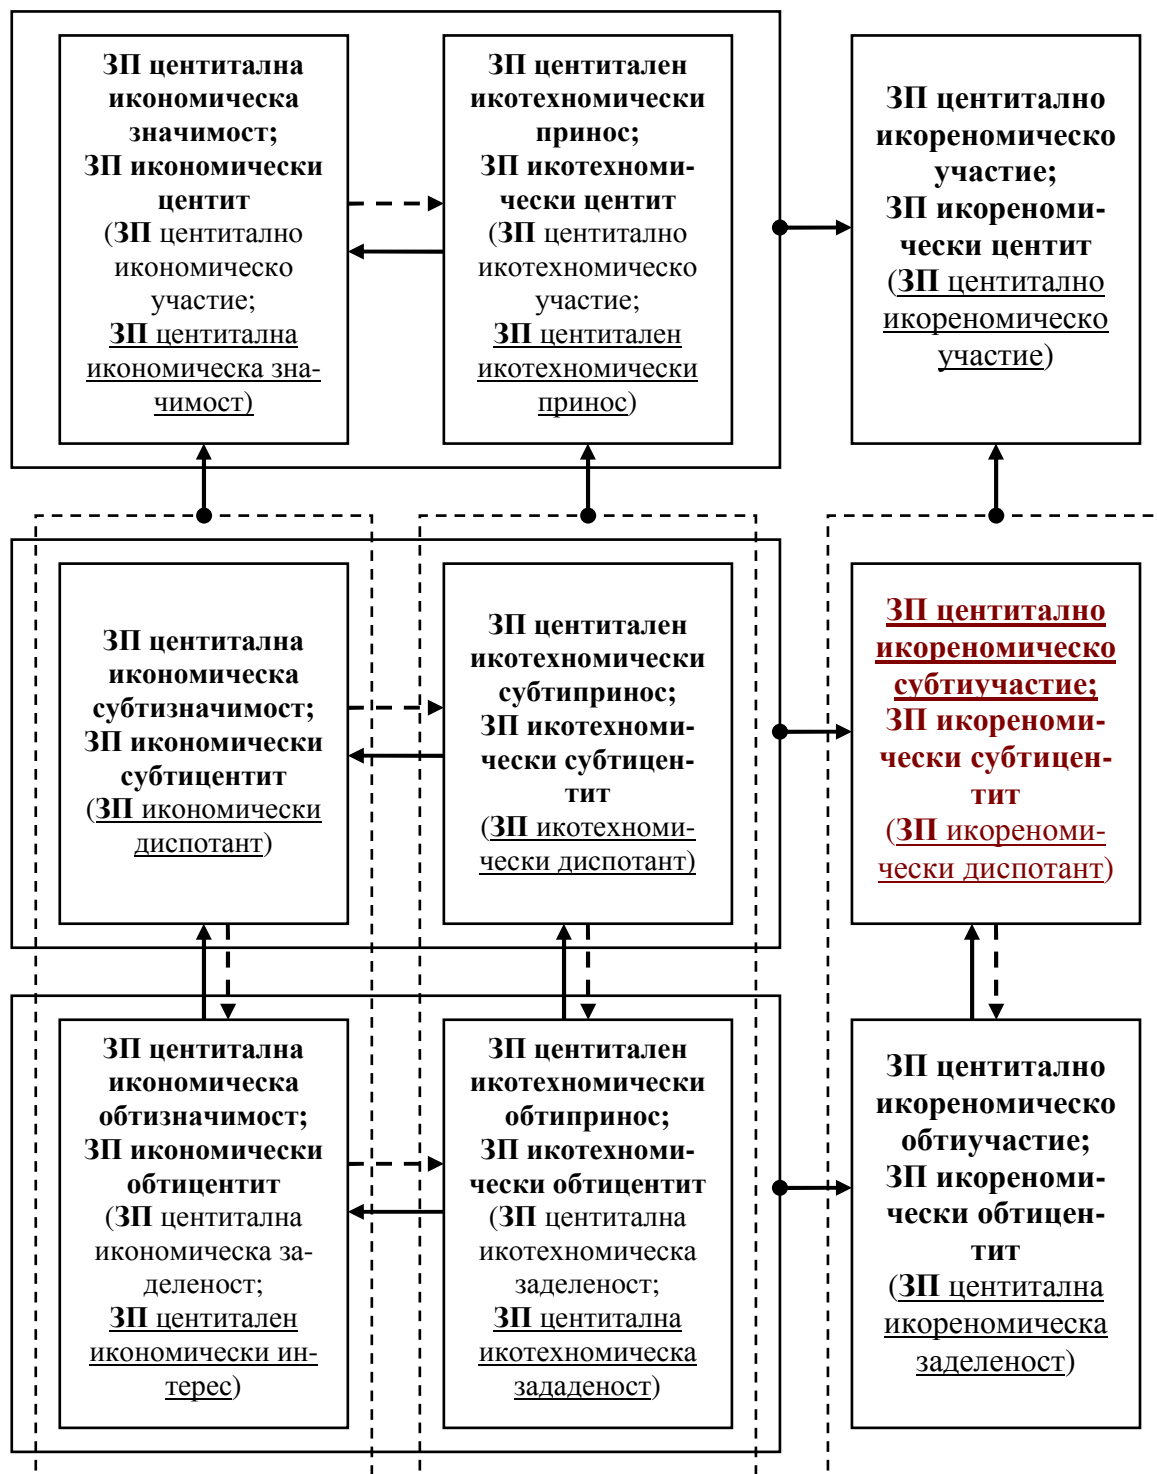 ЗП центитална
икономическа
значимост;
ЗП икономически
центит
(ЗП центитално
икономическо
участие;
ЗП центитална
икономическа зна-
чимост)
ЗП центитален
икотехномически
принос;
ЗП икотехноми-
чески центит
(ЗП центитално
икотехномическо
участие;
ЗП центитален
икотехномически
принос)
ЗП центитално
икореномическо
участие;
ЗП икореноми-
чески центит
(ЗП центитално
икореномическо
участие)
ЗП центитална
икономическа
субтизначимост;
ЗП икономически
субтицентит
(ЗП икономически
диспотант)
ЗП центитален
икотехномически
субтипринос;
ЗП икотехноми-
чески субтицен-
тит
(ЗП икотехноми-
чески диспотант)
ЗП центитално
икореномическо
субтиучастие;
ЗП икореноми-
чески субтицен-
тит
(ЗП икореноми-
чески диспотант)
ЗП центитална
икономическа
обтизначимост;
ЗП икономически
обтицентит
(ЗП центитална
икономическа за-
деленост;
ЗП центитален
икономически ин-
терес)
ЗП центитален
икотехномически
обтипринос;
ЗП икотехноми-
чески обтицентит
(ЗП центитална
икотехномическа
заделеност;
ЗП центитална
икотехномическа
зададеност)
ЗП центитално
икореномическо
обтиучастие;
ЗП икореноми-
чески обтицен-
тит
(ЗП центитална
икореномическа
заделеност)